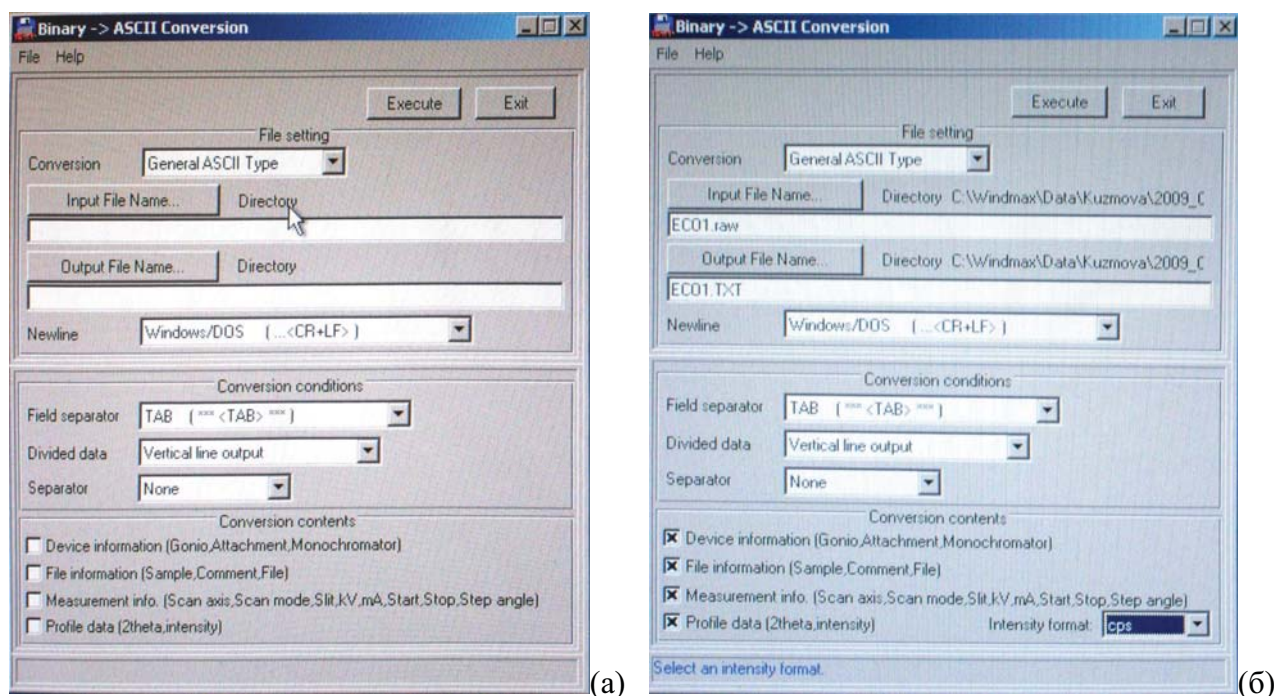 Binary -> ASCII Conversion
File Help
Execute Exit
File setting
Conversion General ASCII Type
Input File Name... Directory
Output File Name... Directory
Newline Windows/DOS ( ...<CR+LF> )
Conversion conditions
Field separator TAB ( *** <TAB> *** )
Divided data Vertical line output
Separator None
Conversion contents
Device information (Gonio,Attachment,Monochromator)
File information (Sample,Comment,File)
Measurement info. (Scan axis,Scan mode,Slit,kV,mA,Start,Stop,Step angle)
Profile data (2theta,intensity)
(а)
Binary -> ASCII Conversion
File Help
Execute Exit
File setting
Conversion General ASCII Type
Input File Name... Directory C:\Windmax\Data\Kuzmova\2009_C
ECO1.raw
Output File Name... Directory C:\Windmax\Data\Kuzmova\2009_C
ECO1.TXT
Newline Windows/DOS ( ...<CR+LF> )
Conversion conditions
Field separator TAB ( *** <TAB> *** )
Divided data Vertical line output
Separator None
Conversion contents
Device information (Gonio,Attachment,Monochromator)
File information (Sample,Comment,File)
Measurement info. (Scan axis,Scan mode,Slit,kV,mA,Start,Stop,Step angle)
Profile data (2theta,intensity) Intensity format: cps
Select an intensity format.
(б)